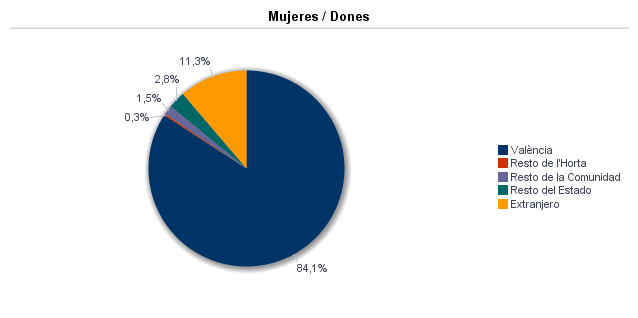 Mujeres / Dones
11,3%
2,8%
1,5%
0,3%
84,1%
València
Resto de l'Horta
Resto de la Comunidad
Resto del Estado
Extranjero